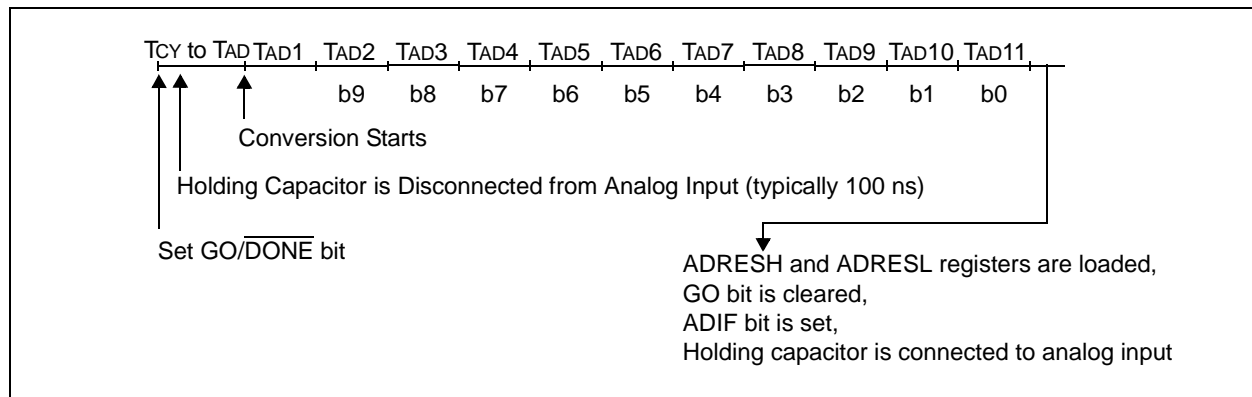 TCY to TAD TAD1 TAD2 TAD3 TAD4 TAD5 TAD6 TAD7 TAD8 TAD9 TAD10 TAD11
b9 b8 b7 b6 b5 b4 b3 b2 b1 b0
Conversion Starts
Holding Capacitor is Disconnected from Analog Input (typically 100 ns)
Set GO/DONE bit
ADRESH and ADRESL registers are loaded,
GO bit is cleared,
ADIF bit is set,
Holding capacitor is connected to analog input